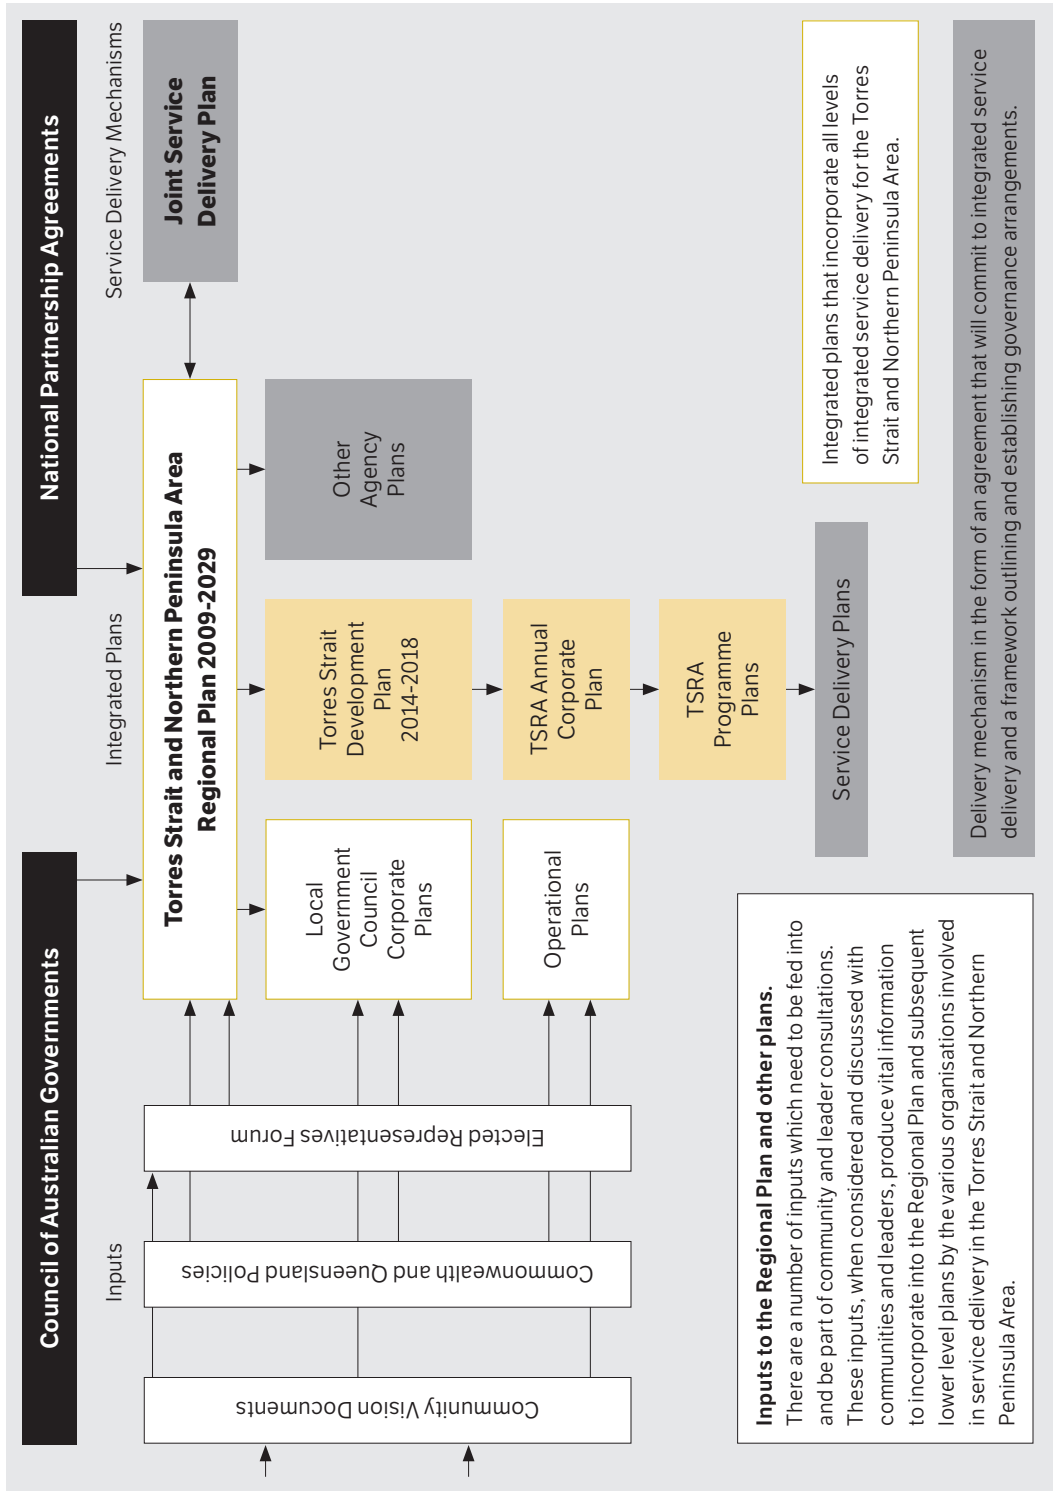 Council of Australian Governments
National Partnership Agreements
Inputs
Integrated Plans
Service Delivery Mechanisms
Community Vision Documents
Commonwealth and Queensland Policies
Elected Representatives Forum
Torres Strait and Northern Peninsula Area
Regional Plan 2009-2029
Joint Service
Delivery Plan
Local
Government
Council
Corporate
Plans
Torres Strait
Development
Plan
2014-2018
Other
Agency
Plans
Operational
Plans
TSRA Annual
Corporate
Plan
TSRA
Programme
Plans
Service Delivery Plans
Inputs to the Regional Plan and other plans.
There are a number of inputs which need to be fed into
and be part of community and leader consultations.
These inputs, when considered and discussed with
communities and leaders, produce vital information
to incorporate into the Regional Plan and subsequent
lower level plans by the various organisations involved
in service delivery in the Torres Strait and Northern
Peninsula Area.
Integrated plans that incorporate all levels
of integrated service delivery for the Torres
Strait and Northern Peninsula Area.
Delivery mechanism in the form of an agreement that will commit to integrated service
delivery and a framework outlining and establishing governance arrangements.